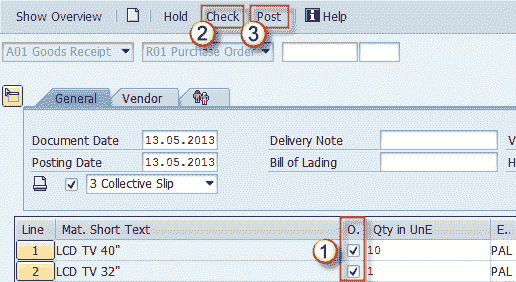 Show Overview Hold Check Post Help
2 3
A01 Goods Receipt R01 Purchase Order
General Vendor
Document Date 13.05.2013 Delivery Note V
Posting Date 13.05.2013 Bill of Lading H
3 Collective Slip
Line Mat. Short Text O. Qty in UnE E..
1 LCD TV 40" 1 10 PAL
2 LCD TV 32" 1 PAL